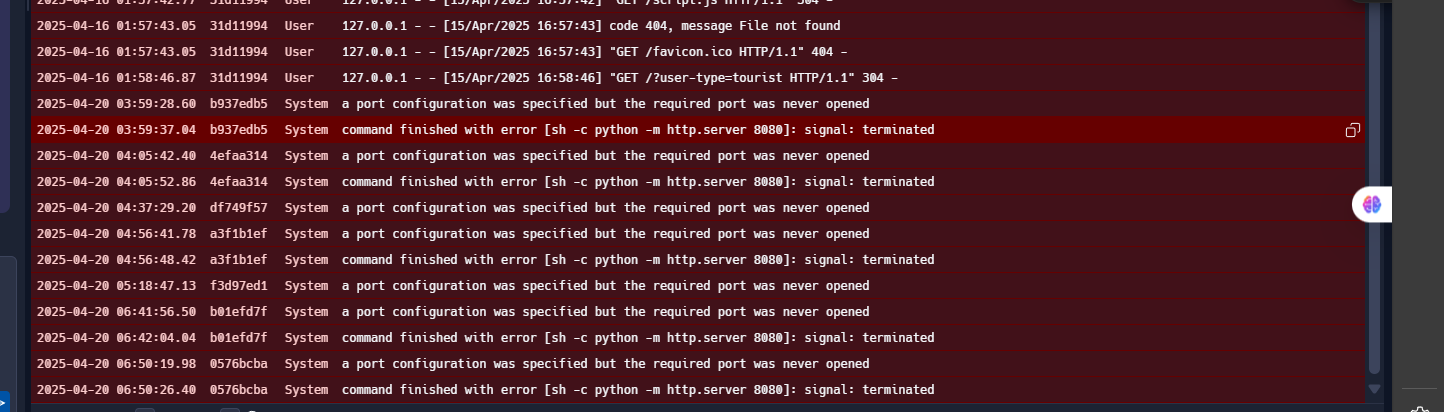 2025-04-16 01:57:42.77 31d11994 User 127.0.0.1 - - [15/Apr/2025 16:57:42] "GET /script.js HTTP/1.1" 304 -
2025-04-16 01:57:43.05 31d11994 User 127.0.0.1 - - [15/Apr/2025 16:57:43] code 404, message File not found
2025-04-16 01:57:43.05 31d11994 User 127.0.0.1 - - [15/Apr/2025 16:57:43] "GET /favicon.ico HTTP/1.1" 404 -
2025-04-16 01:58:46.87 31d11994 User 127.0.0.1 - - [15/Apr/2025 16:58:46] "GET /?user-type=tourist HTTP/1.1" 304 -
2025-04-20 03:59:28.60 b937edb5 System a port configuration was specified but the required port was never opened
2025-04-20 03:59:37.04 b937edb5 System command finished with error [sh -c python -m http.server 8080]: signal: terminated
2025-04-20 04:05:42.40 4efaa314 System a port configuration was specified but the required port was never opened
2025-04-20 04:05:52.86 4efaa314 System command finished with error [sh -c python -m http.server 8080]: signal: terminated
2025-04-20 04:37:29.20 df749f57 System a port configuration was specified but the required port was never opened
2025-04-20 04:56:41.78 a3f1b1ef System a port configuration was specified but the required port was never opened
2025-04-20 04:56:48.42 a3f1b1ef System command finished with error [sh -c python -m http.server 8080]: signal: terminated
2025-04-20 05:18:47.13 f3d97ed1 System a port configuration was specified but the required port was never opened
2025-04-20 06:41:56.50 b01efd7f System a port configuration was specified but the required port was never opened
2025-04-20 06:42:04.04 b01efd7f System command finished with error [sh -c python -m http.server 8080]: signal: terminated
2025-04-20 06:50:19.98 0576bcba System a port configuration was specified but the required port was never opened
2025-04-20 06:50:26.40 0576bcba System command finished with error [sh -c python -m http.server 8080]: signal: terminated